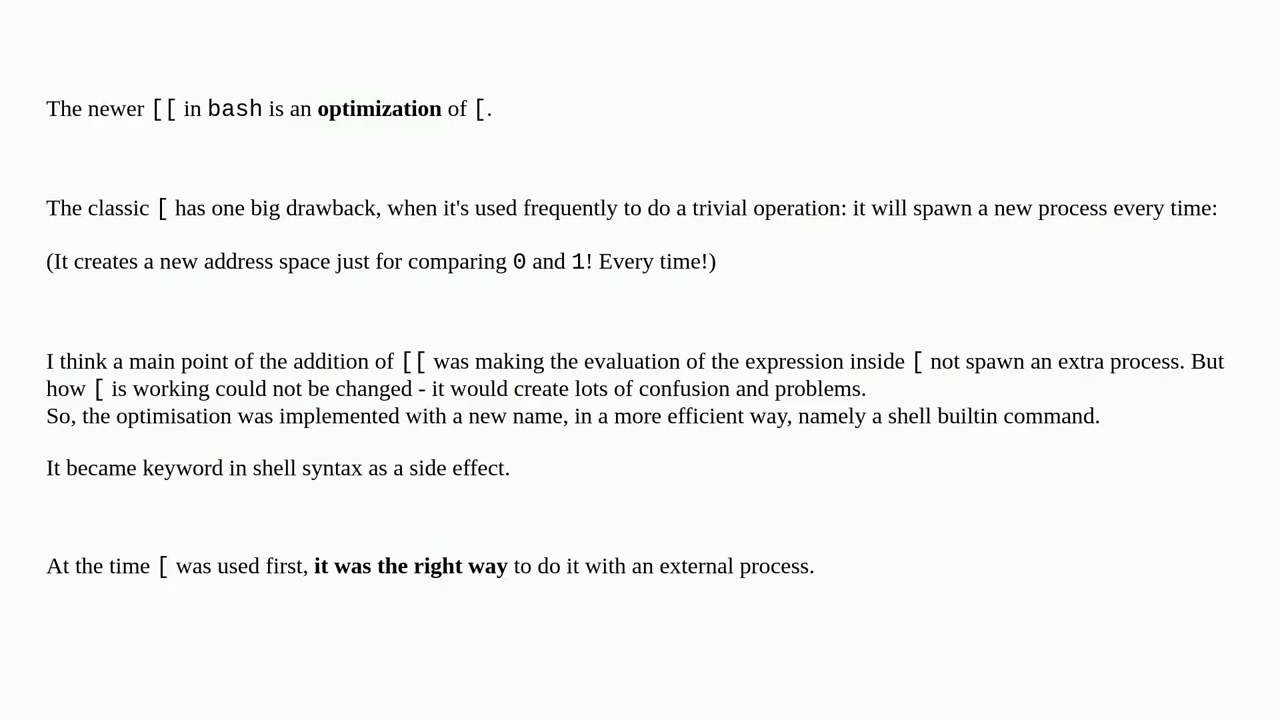 The newer [[ in bash is an optimization of [.
The classic [ has one big drawback, when it's used frequently to do a trivial operation: it will spawn a new process every time:
(It creates a new address space just for comparing 0 and 1! Every time!)
I think a main point of the addition of [[ was making the evaluation of the expression inside [ not spawn an extra process. But
how [ is working could not be changed - it would create lots of confusion and problems.
So, the optimisation was implemented with a new name, in a more efficient way, namely a shell builtin command.
It became keyword in shell syntax as a side effect.
At the time [ was used first, it was the right way to do it with an external process.